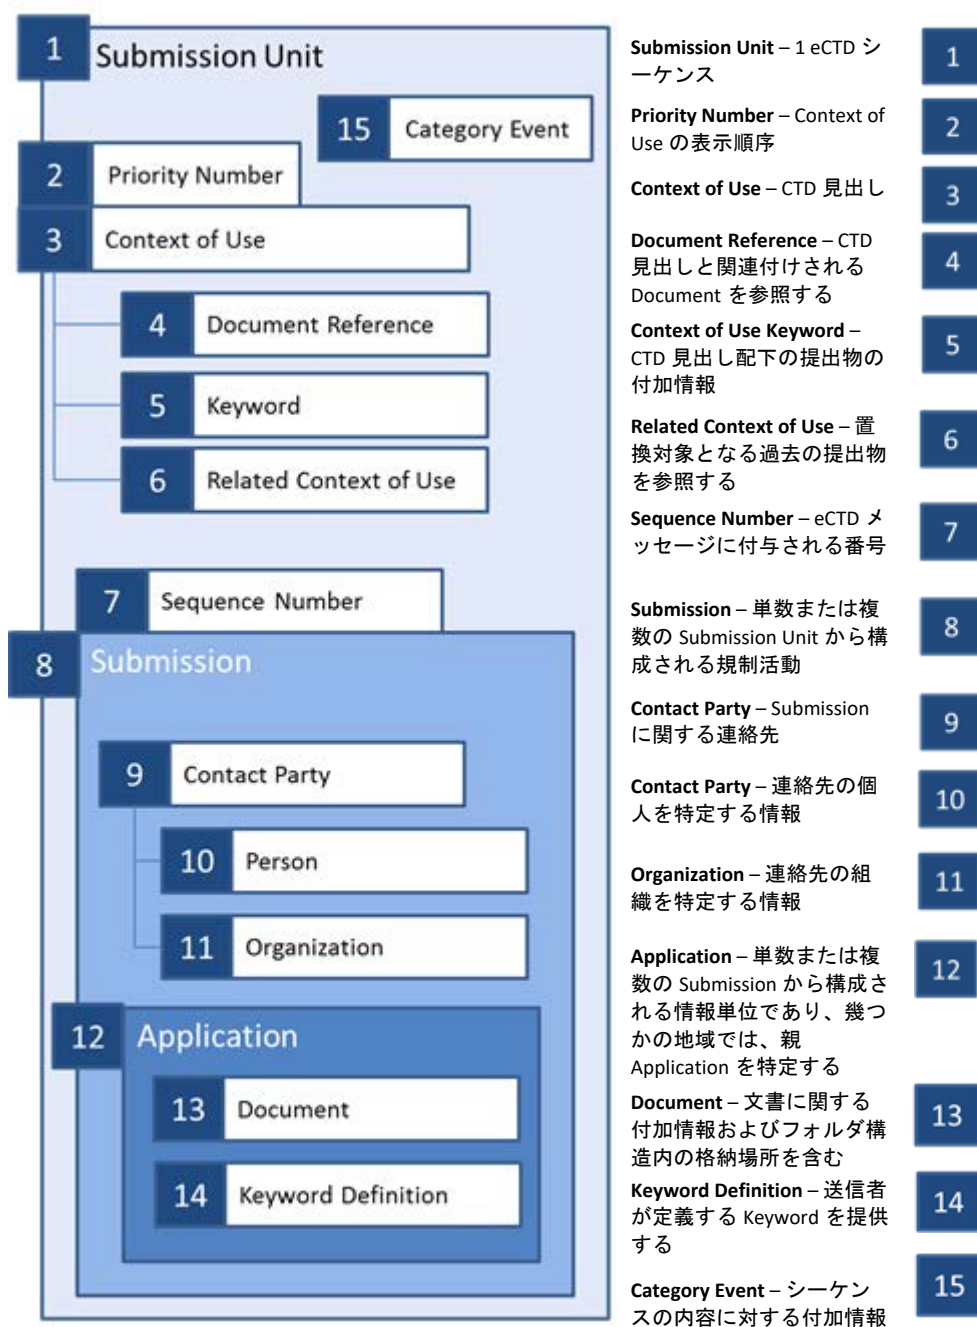 1 Submission Unit
15 Category Event
2 Priority Number
3 Context of Use
4 Document Reference
5 Keyword
6 Related Context of Use
7 Sequence Number
8 Submission
9 Contact Party
10 Person
11 Organization
12 Application
13 Document
14 Keyword Definition
Submission Unit – 1 eCTD シ
ーケンス
1
Priority Number – Context of
Use の表示順序
2
Context of Use – CTD 見出し
3
Document Reference – CTD
見出しと関連付けされる
Document を参照する
4
Context of Use Keyword –
CTD 見出し配下の提出物の
付加情報
5
Related Context of Use – 置
換対象となる過去の提出物
を参照する
6
Sequence Number – eCTD メ
ッセージに付与される番号
7
Submission – 単数または複
数の Submission Unit から構
成される規制活動
8
Contact Party – Submission
に関する連絡先
9
Contact Party – 連絡先の個
人を特定する情報
10
Organization – 連絡先の組
織を特定する情報
11
Application – 単数または複
数の Submission から構成さ
れる情報単位であり、幾つ
かの地域では、親
Application を特定する
12
Document – 文書に関する
付加情報およびフォルダ構
造内の格納場所を含む
13
Keyword Definition – 送信者
が定義する Keyword を提供
する
14
Category Event – シーケン
スの内容に対する付加情報
15